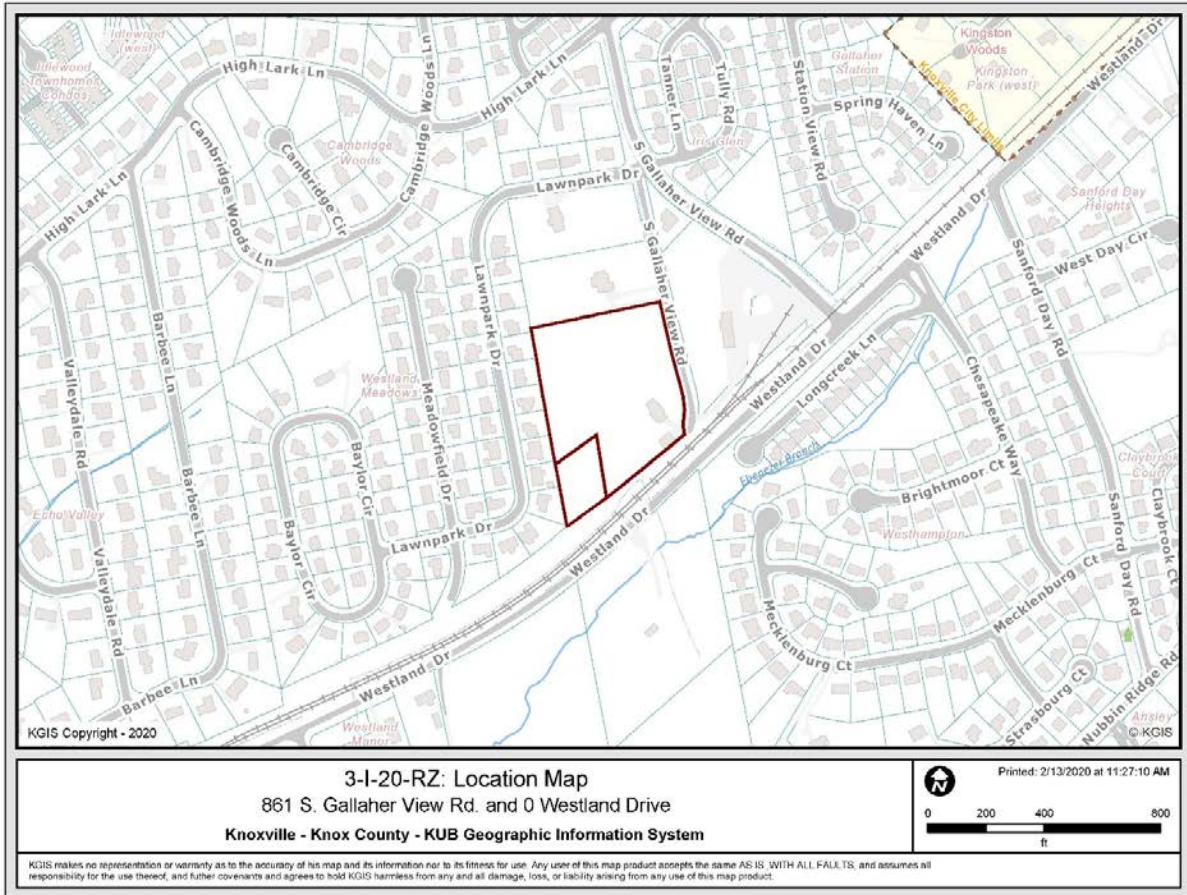 Idlewood
(west)
Idlewood
Townhome
Condos
High Lark Ln
High Lark Ln
High Lark Ln
Cambridge Woods Ln
Cambridge
Woods
Cambridge Cir
Cambridge Woods Ln
Tanner Ln
Tully Rd
Iris Glen
Lawnpark Dr
S Gallaher View Rd
Station View Rd
Gallaher
Station
Spring Haven Ln
Kingston
Woods
Kingston
Park (west)
Knoxville City Limits
Westland Dr
Westland Dr
Sanford Day
Heights
West Day Cir
Sanford Day Rd
S Gallaher View Rd
Lawnpark Dr
Barbee Ln
Valleydale Rd
Westland
Meadows
Meadowfield Dr
Baylor Cir
Baylor Cir
Lawnpark Dr
Echo Valley
Valleydale Rd
Barbee Ln
Barbee Ln
Westland Dr
Longcreek Ln
Ebenezer Branch
Chesapeake Way
Brightmoor Ct
Westhampton
Claybrook
Court
Claybrook Ct
Sanford Day Rd
Mecklenburg Ct
Mecklenburg Ct
Strasbourg Ct
Nubbin Ridge Rd
Ansley
Westland Dr
Westland Dr
Westland
Manor
KGIS Copyright - 2020
© KGIS
3-I-20-RZ: Location Map
861 S. Gallaher View Rd. and 0 Westland Drive
Knoxville - Knox County - KUB Geographic Information System
N
Printed: 2/13/2020 at 11:27:10 AM
0 200 400 800
ft
KGIS makes no representation or warranty as to the accuracy of his map and its information nor to its fitness for use. Any user of this map product accepts the same AS IS, WITH ALL FAULTS, and assumes all
responsibility for the use thereof, and futher covenants and agrees to hold KGIS harmless from any and all damage, loss, or liability arising from any use of this map product.